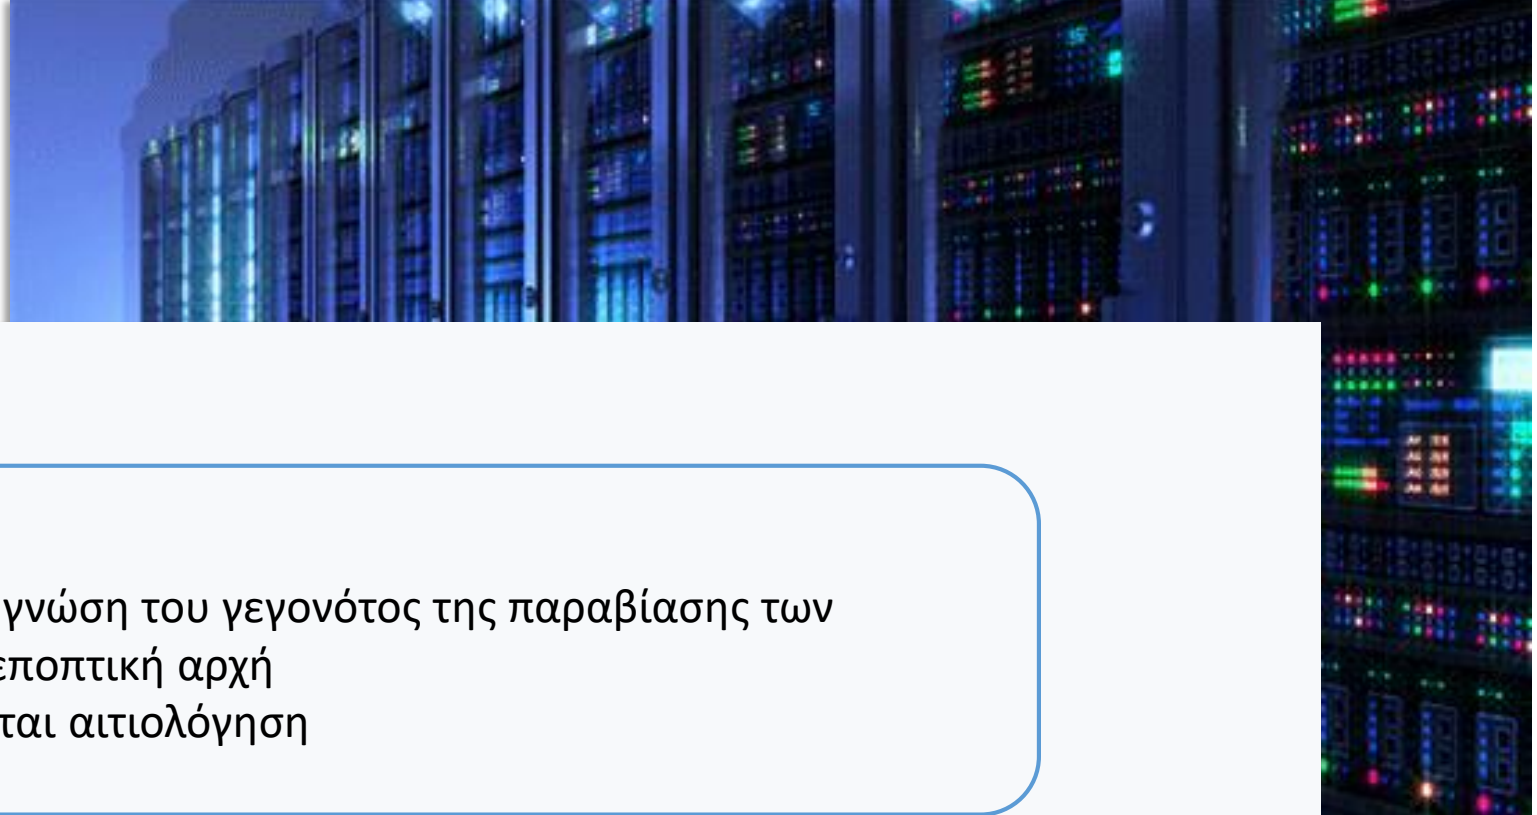 γνώση του γεγονότος της παραβίασης των
εποπτική αρχή
ται αιτιολόγηση